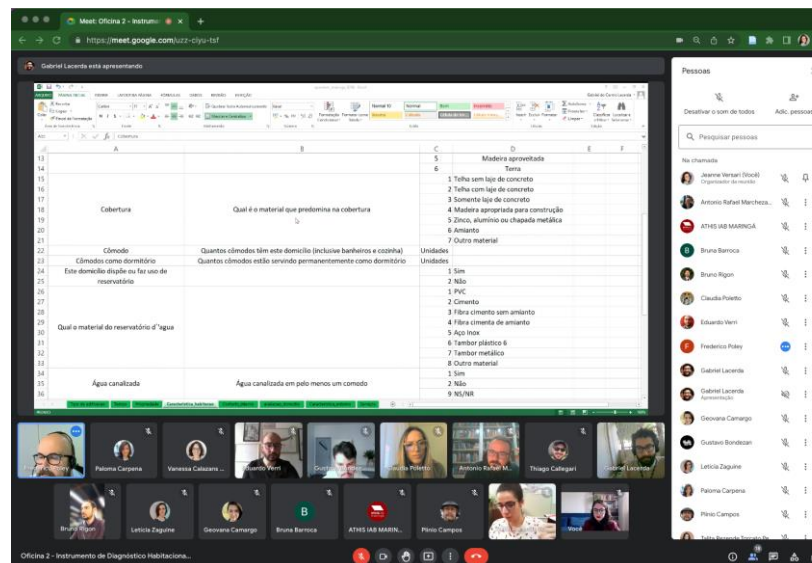 Meet: Oficina 2 - Instrume
https://meet.google.com/uzz-ciyu-tsf
Gabriel Lacerda está apresentando
A B C D E F
13 5 Madeira aproveitada
14 6 Terra
15 1 Telha sem laje de concreto
16 2 Telha com laje de concreto
17 3 Somente laje de concreto
18 Cobertura Qual é o material que predomina na cobertura 4 Madeira apropriada para construção
19 5 Zinco, alumínio ou chapada metálica
20 6 Amianto
21 7 Outro material
22 Cômodo Quantos cômodos têm este domicílio (inclusive banheiros e cozinha) Unidades
23 Cômodos como dormitório Quantos cômodos estão servindo permanentemente como dormitório Unidades
24 Este domicílio dispõe ou faz uso de 1 Sim
25 reservatório 2 Não
26 1 PVC
27 2 Cimento
28 3 Fibra cimento sem amianto
29 Qual o material do reservatório d´'agua 4 Fibra cimenta de amianto
30 5 Aço Inox
31 6 Tambor plástico 6
32 7 Tambor metálico
33 8 Outro material
34 1 Sim
35 Água canalizada Água canalizada em pelo menos um comodo 2 Não
36 9 NS/NR
Paloma Carpena
Vanessa Calazans ...
Eduardo Verri
Claudia Poletto
Antonio Rafael M...
Thiago Callegari
Gabriel Lacerda
Bruno Rigon
Leticia Zaguine
Geovana Camargo
B
Bruna Barroca
ATHIS IAB MARIN...
Plínio Campos
Você
Oficina 2 - Instrumento de Diagnóstico Habitaciona...
Pessoas
Desativar o som de todos
Adic. pessoas
Pesquisar pessoas
Na chamada
Jeanne Versari (Você)
Organizador da reunião
Antonio Rafael Marcheza...
ATHIS IAB MARINGÁ
B
Bruna Barroca
Bruno Rigon
Claudia Poletto
Eduardo Verri
F
Frederico Poley
Gabriel Lacerda
Gabriel Lacerda
Apresentação
Geovana Camargo
Gustavo Bondezan
Leticia Zaguine
Paloma Carpena
Plínio Campos